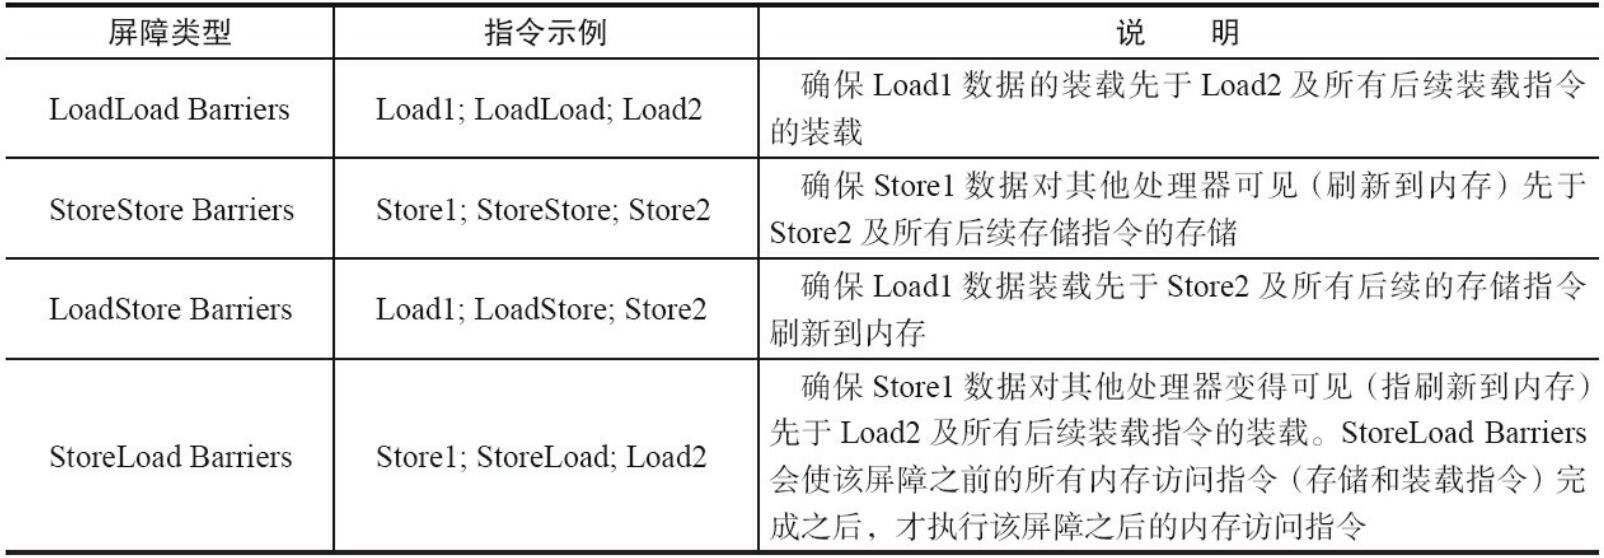 屏障类型 指令示例 说 明
LoadLoad Barriers Load1; LoadLoad; Load2 确保 Load1 数据的装载先于 Load2 及所有后续装载指令
的装载
StoreStore Barriers Store1; StoreStore; Store2 确保 Store1 数据对其他处理器可见（刷新到内存）先于
Store2 及所有后续存储指令的存储
LoadStore Barriers Load1; LoadStore; Store2 确保 Load1 数据装载先于 Store2 及所有后续的存储指令
刷新到内存
StoreLoad Barriers Store1; StoreLoad; Load2 确保 Store1 数据对其他处理器变得可见（指刷新到内存）
先于 Load2 及所有后续装载指令的装载。StoreLoad Barriers
会使该屏障之前的所有内存访问指令（存储和装载指令）完
成之后，才执行该屏障之后的内存访问指令